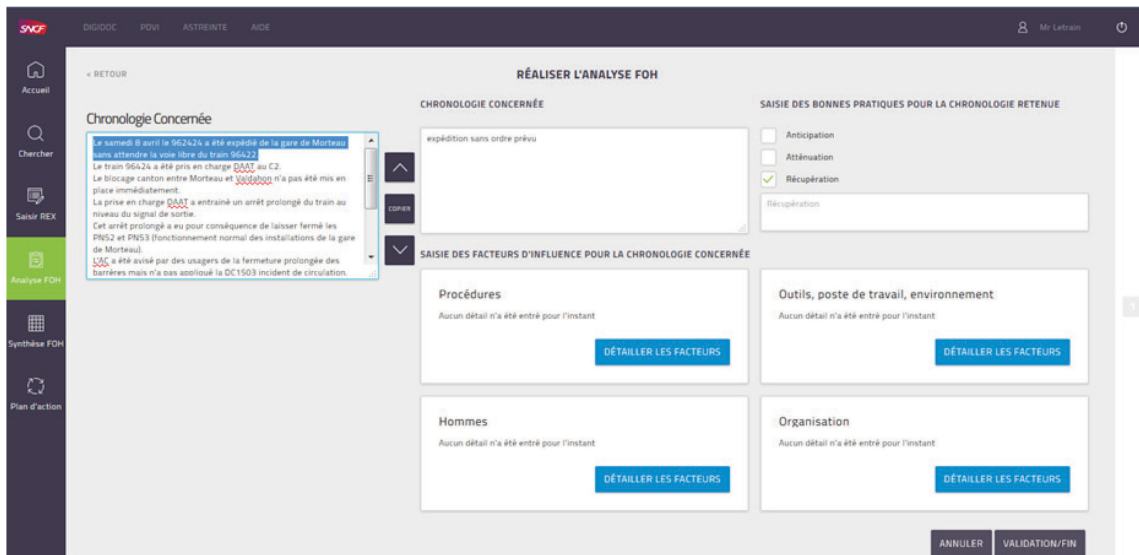 SNCF
DIGIDOC PDVI ASTREINTE AIDE
Mr Letrain
Accueil
Chercher
Saisir REX
Analyse FOH
Synthèse FOH
Plan d'action
< RETOUR
RÉALISER L'ANALYSE FOH
Chronologie Concernée
Le samedi 8 avril le 962424 a été expédié de la gare de Morteau
sans attendre la voie libre du train 96422.
Le train 96424 a été pris en charge DAAT au C2.
Le blocage canton entre Morteau et Valdahon n'a pas été mis en
place immédiatement.
La prise en charge DAAT a entrainé un arrêt prolongé du train au
niveau du signal de sortie.
Cet arrêt prolongé a eu pour conséquence de laisser fermé les
PN52 et PN53 (fonctionnement normal des installations de la gare
de Morteau).
L'AC a été avisé par des usagers de la fermeture prolongée des
barrères mais n'a pas appliqué la DC1503 incident de circulation.
COPIER
CHRONOLOGIE CONCERNÉE
expédition sans ordre prévu
SAISIE DES BONNES PRATIQUES POUR LA CHRONOLOGIE RETENUE
Anticipation
Atténuation
Récupération
Récupération
SAISIE DES FACTEURS D'INFLUENCE POUR LA CHRONOLOGIE CONCERNÉE
Procédures
Aucun détail n'a été entré pour l'instant
DÉTAILLER LES FACTEURS
Outils, poste de travail, environnement
Aucun détail n'a été entré pour l'instant
DÉTAILLER LES FACTEURS
Hommes
Aucun détail n'a été entré pour l'instant
DÉTAILLER LES FACTEURS
Organisation
Aucun détail n'a été entré pour l'instant
DÉTAILLER LES FACTEURS
ANNULER
VALIDATION/FIN
1